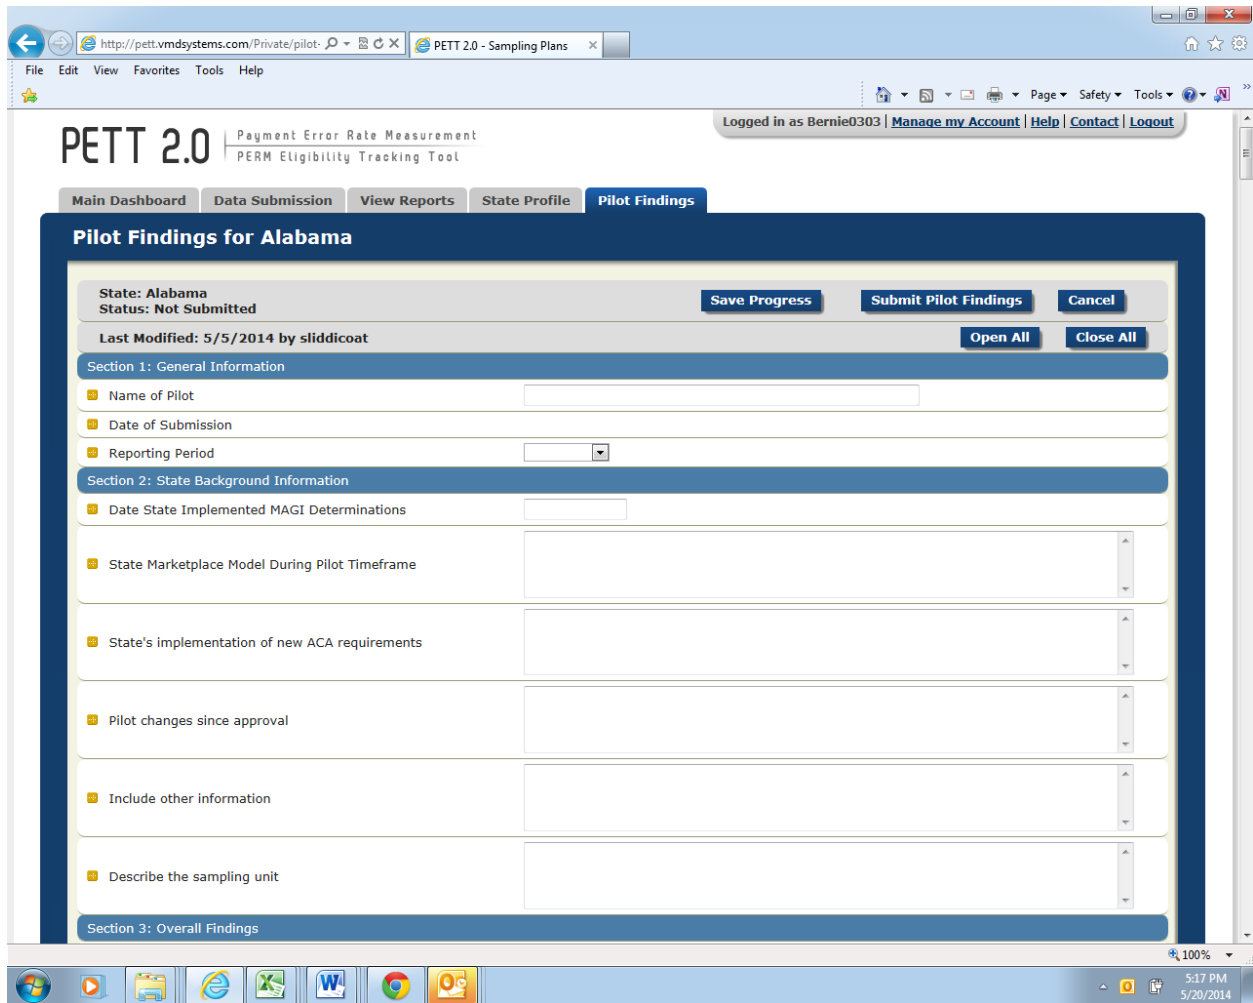 http://pett.vmdsystems.com/Private/pilot-
PETT 2.0 - Sampling Plans
File Edit View Favorites Tools Help
Page Safety Tools
Logged in as Bernie0303 | Manage my Account | Help | Contact | Logout
PETT 2.0
Payment Error Rate Measurement
PERM Eligibility Tracking Tool
Main Dashboard Data Submission View Reports State Profile Pilot Findings
Pilot Findings for Alabama
State: Alabama
Status: Not Submitted
Save Progress Submit Pilot Findings Cancel
Last Modified: 5/5/2014 by sliddicoat
Open All Close All
Section 1: General Information
Name of Pilot
Date of Submission
Reporting Period
Section 2: State Background Information
Date State Implemented MAGI Determinations
State Marketplace Model During Pilot Timeframe
State's implementation of new ACA requirements
Pilot changes since approval
Include other information
Describe the sampling unit
Section 3: Overall Findings
100%
5:17 PM
5/20/2014